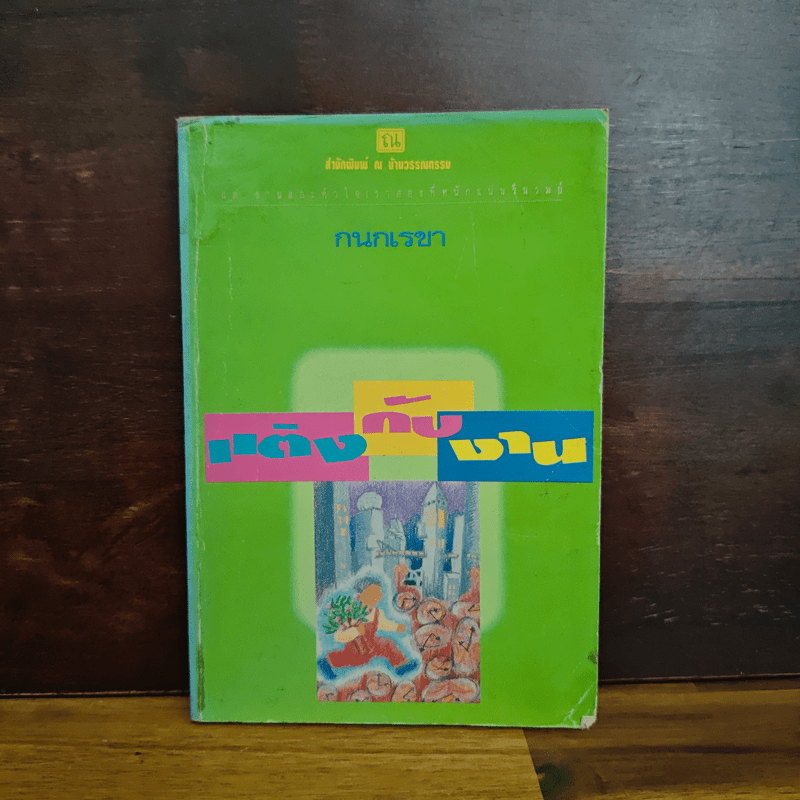 ณ
สำนักพิมพ์ ณ บ้านวรรณกรรม
กนกเรขา
แต่งกับงาน